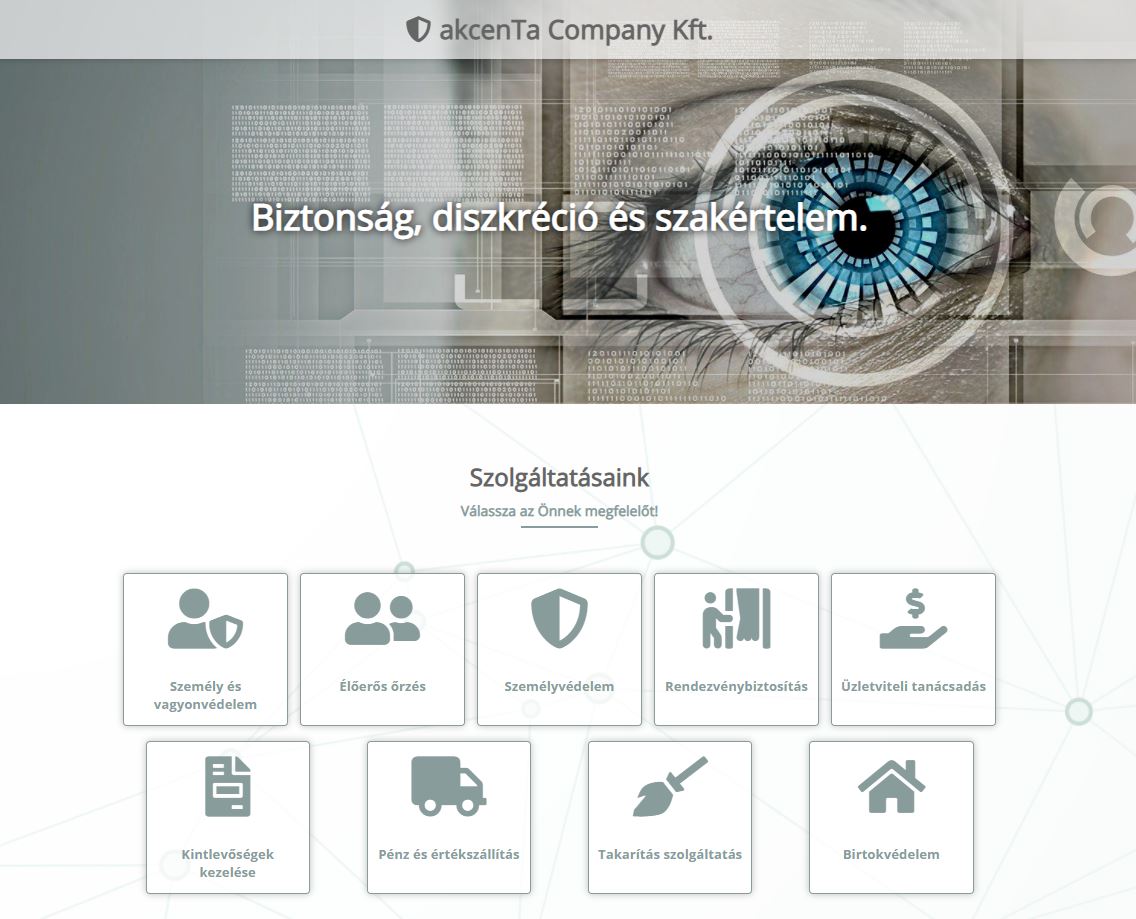 akcenTa Company Kft.
Biztonság, diszkréció és szakértelem.
Szolgáltatásaink
Válassza az Önnek megfelelőt!
Személy és
vagyonvédelem
Élőerős őrzés
Személyvédelem
Rendezvénybiztosítás
Üzletviteli tanácsadás
Kintlevőségek
kezelése
Pénz és értékszállítás
Takarítás szolgáltatás
Birtokvédelem